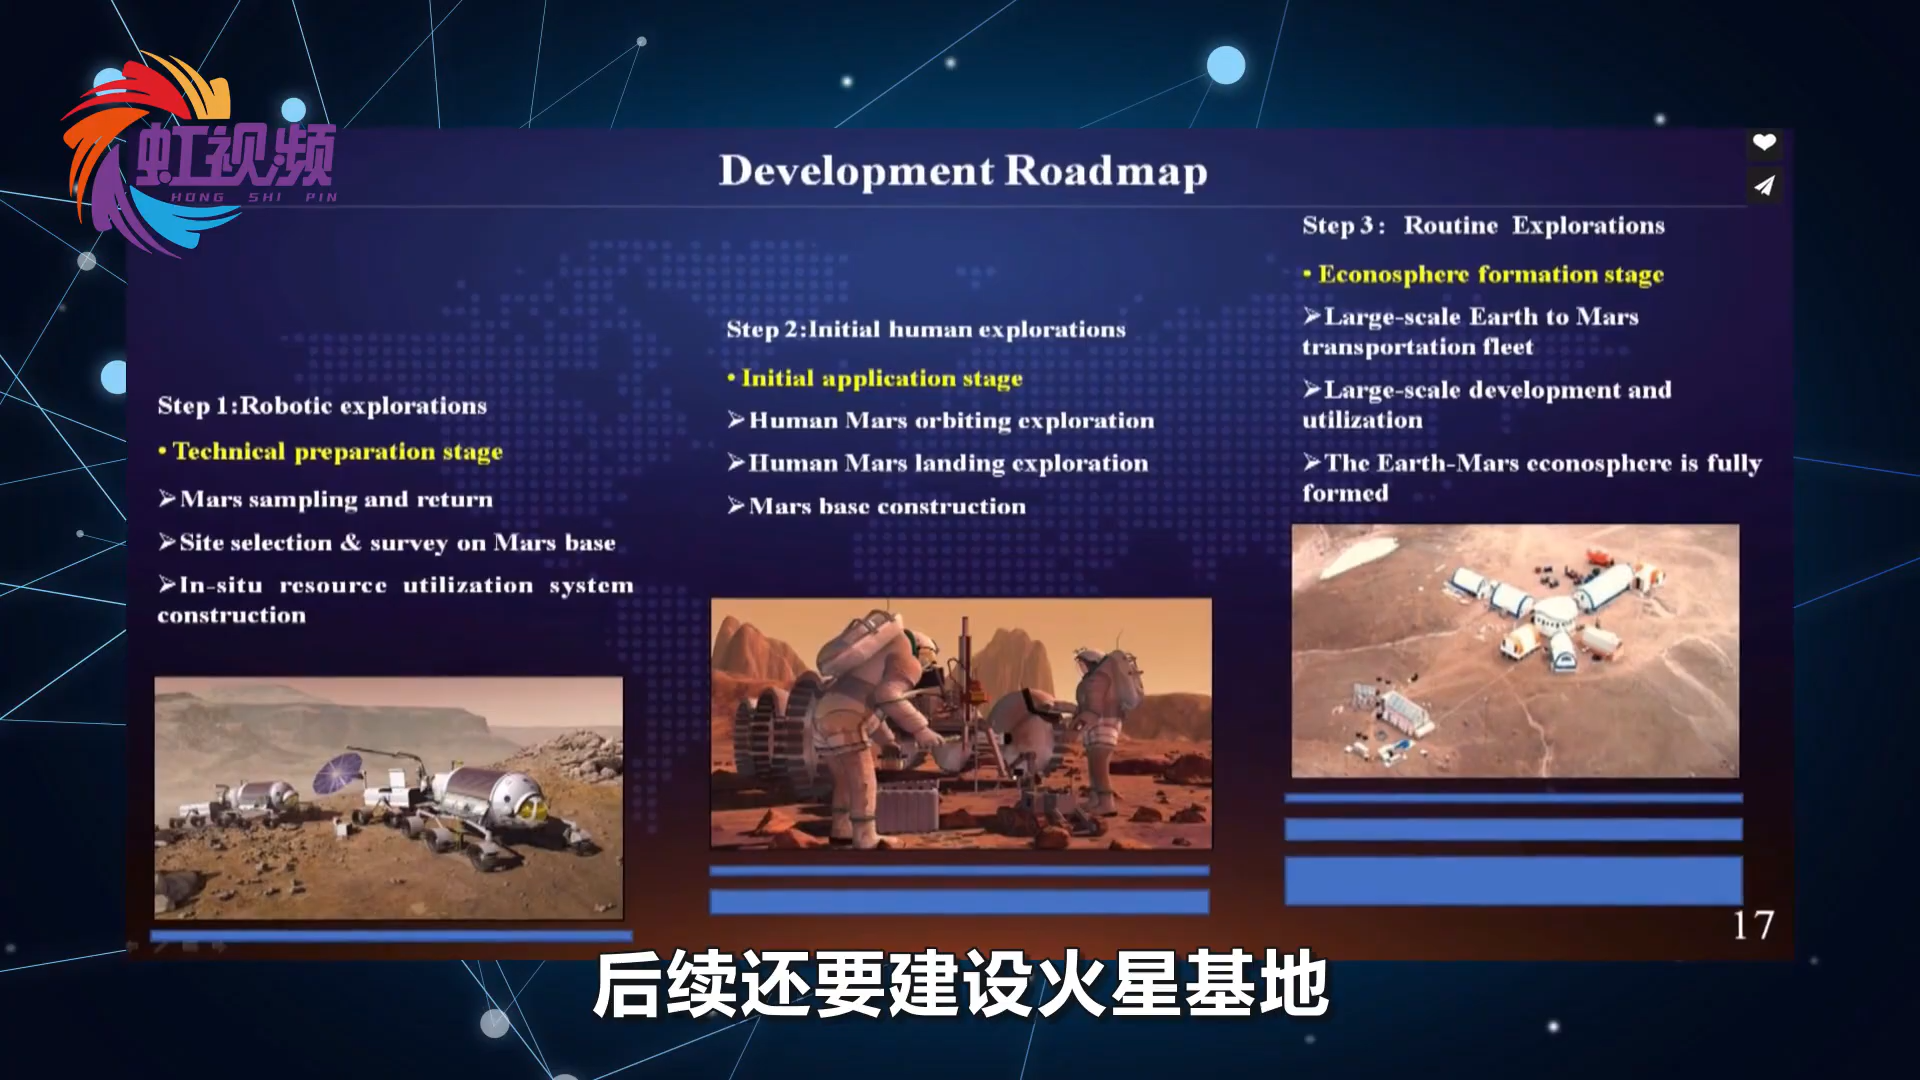 虹视频
HONG SHI PIN
Development Roadmap
Step 1:Robotic explorations
• Technical preparation stage
➢Mars sampling and return
➢Site selection & survey on Mars base
➢In-situ resource utilization system
construction
Step 2:Initial human explorations
• Initial application stage
➢Human Mars orbiting exploration
➢Human Mars landing exploration
➢Mars base construction
Step 3: Routine Explorations
• Econosphere formation stage
➢Large-scale Earth to Mars
transportation fleet
➢Large-scale development and
utilization
➢The Earth-Mars econosphere is fully
formed
17
后续还要建设火星基地